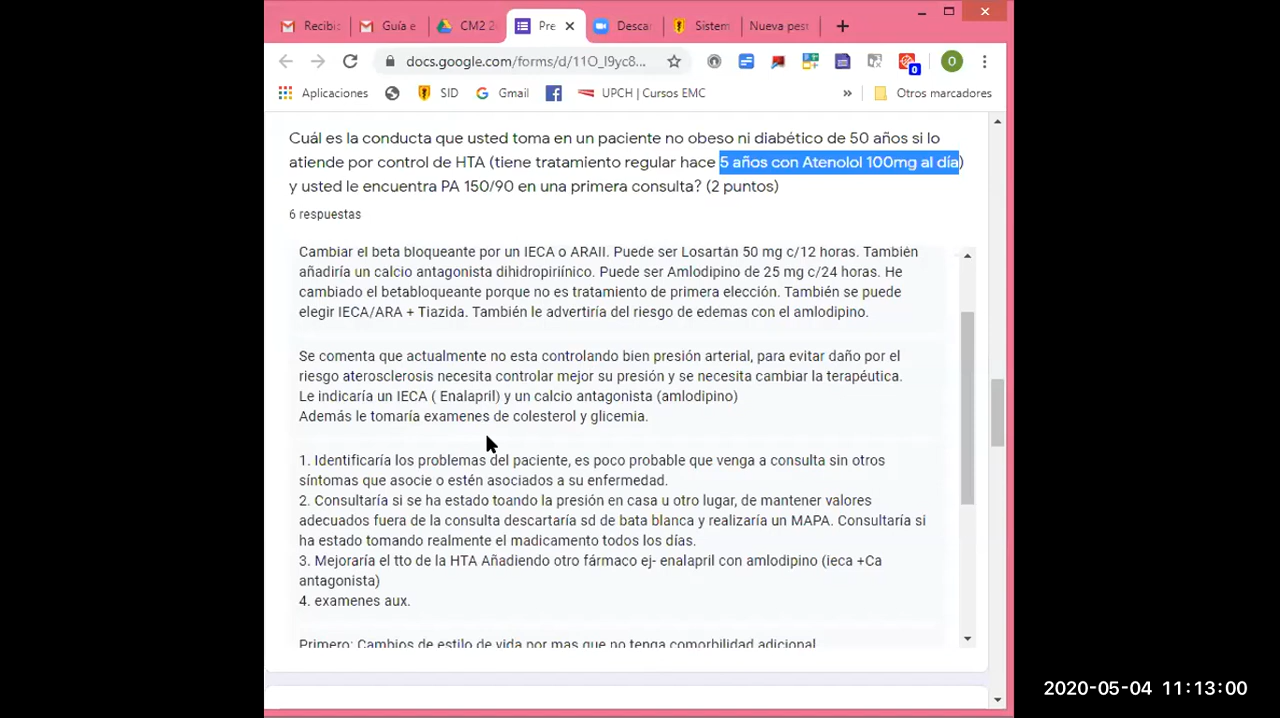 Recibi
Guía e
CM2 2
Pre
Descar
Sistem
Nueva pest
docs.google.com/forms/d/11O_l9yc8...
0
O
Aplicaciones
SID
Gmail
UPCH | Cursos EMC
»
Otros marcadores
Cuál es la conducta que usted toma en un paciente no obeso ni diabético de 50 años si lo
atiende por control de HTA (tiene tratamiento regular hace 5 años con Atenolol 100mg al día)
y usted le encuentra PA 150/90 en una primera consulta? (2 puntos)
6 respuestas
Cambiar el beta bloqueante por un IECA o ARAII. Puede ser Losartán 50 mg c/12 horas. También
añadiría un calcio antagonista dihidropiriínico. Puede ser Amlodipino de 25 mg c/24 horas. He
cambiado el betabloqueante porque no es tratamiento de primera elección. También se puede
elegir IECA/ARA + Tiazida. También le advertiría del riesgo de edemas con el amlodipino.
Se comenta que actualmente no esta controlando bien presión arterial, para evitar daño por el
riesgo aterosclerosis necesita controlar mejor su presión y se necesita cambiar la terapéutica.
Le indicaría un IECA ( Enalapril) y un calcio antagonista (amlodipino)
Además le tomaría examenes de colesterol y glicemia.
1. Identificaría los problemas del paciente, es poco probable que venga a consulta sin otros
síntomas que asocie o estén asociados a su enfermedad.
2. Consultaría si se ha estado toando la presión en casa u otro lugar, de mantener valores
adecuados fuera de la consulta descartaría sd de bata blanca y realizaría un MAPA. Consultaría si
ha estado tomando realmente el madicamento todos los días.
3. Mejoraría el tto de la HTA Añadiendo otro fármaco ej- enalapril con amlodipino (ieca +Ca
antagonista)
4. examenes aux.
Primero: Cambios de estilo de vida por mas que no tenga comorbilidad adicional
2020-05-04 11:13:00